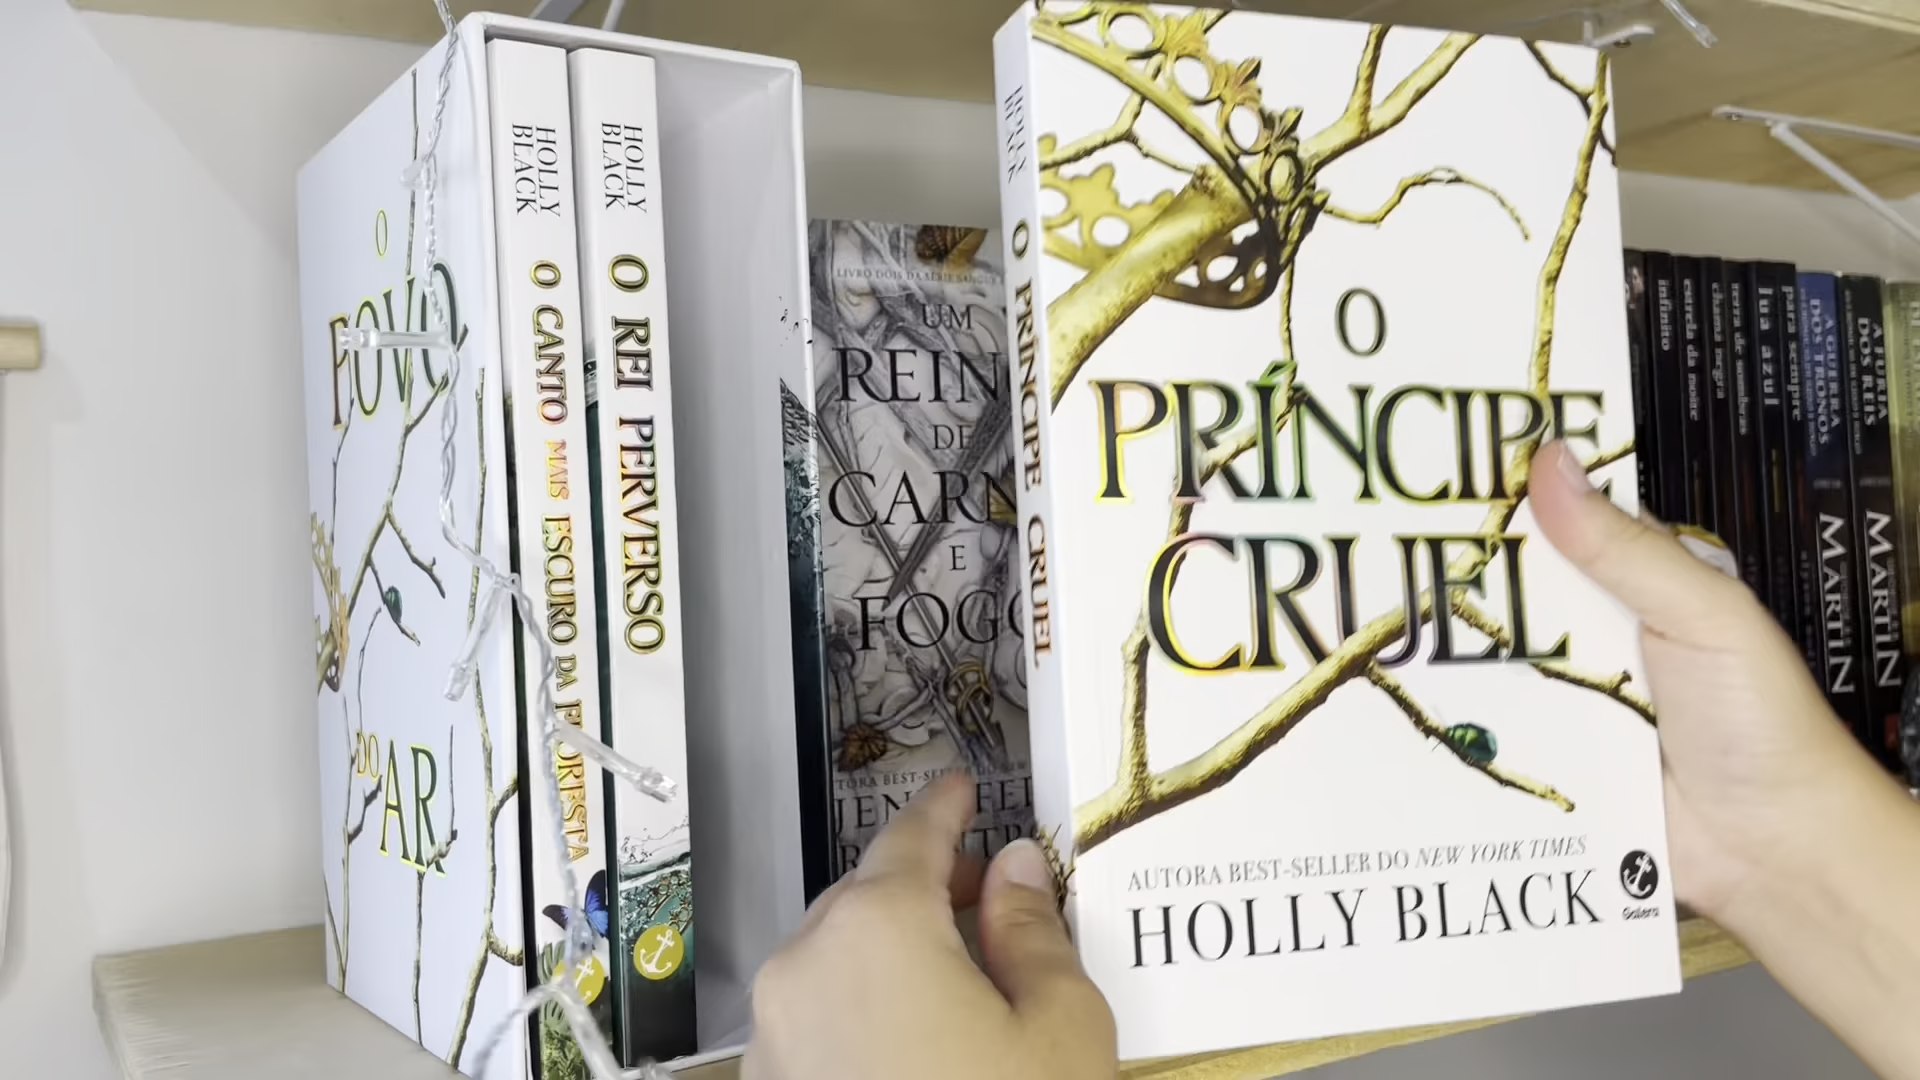 O
POVO
DO AR
HOLLY
BLACK
O CANTO MAIS ESCURO DA FLORESTA
HOLLY
BLACK
O REI PERVERSO
LIVRO DOIS DA SÉRIE SANGUE
UM
REIN
DE
CARN
E
FOGO
HOLLY
BLACK
O PRÍNCIPE CRUEL
O
PRÍNCIPE
CRUEL
AUTORA BEST-SELLER DO NEW YORK TIMES
HOLLY BLACK
Galera
infinito
estrela da noite
chama negra
terra de sombras
lua azul
para sempre
A GUERRA
DOS TRONOS
MARTIN
A FÚRIA
DOS REIS
MARTIN